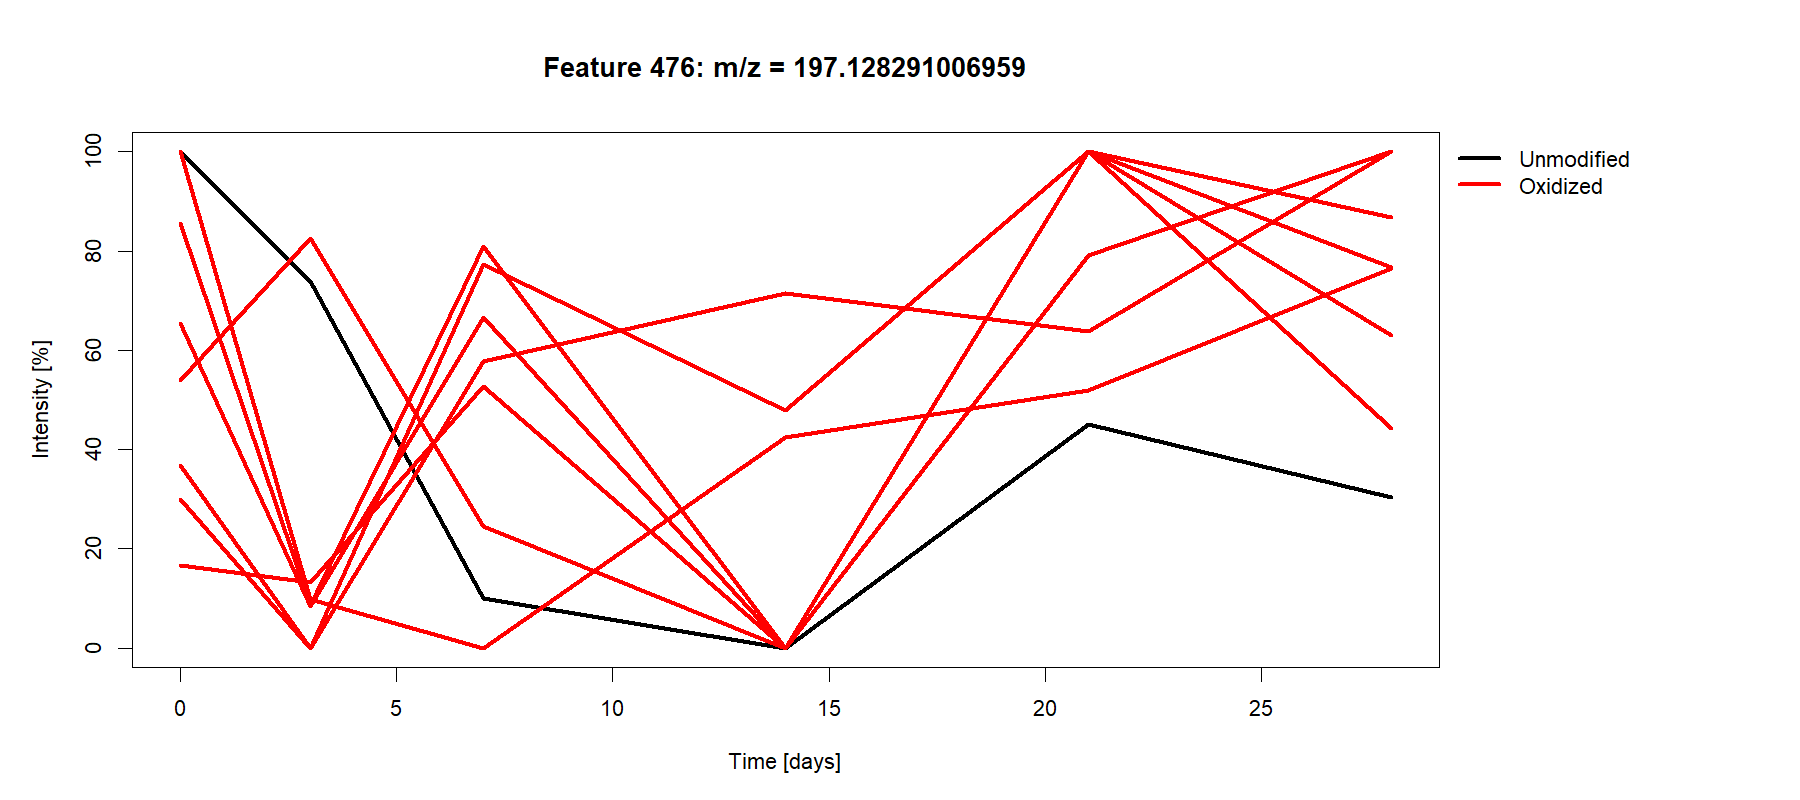 Feature 476: m/z = 197.128291006959
Unmodified
Oxidized
100
80
60
40
20
0
Intensity [%]
0 5 10 15 20 25
Time [days]